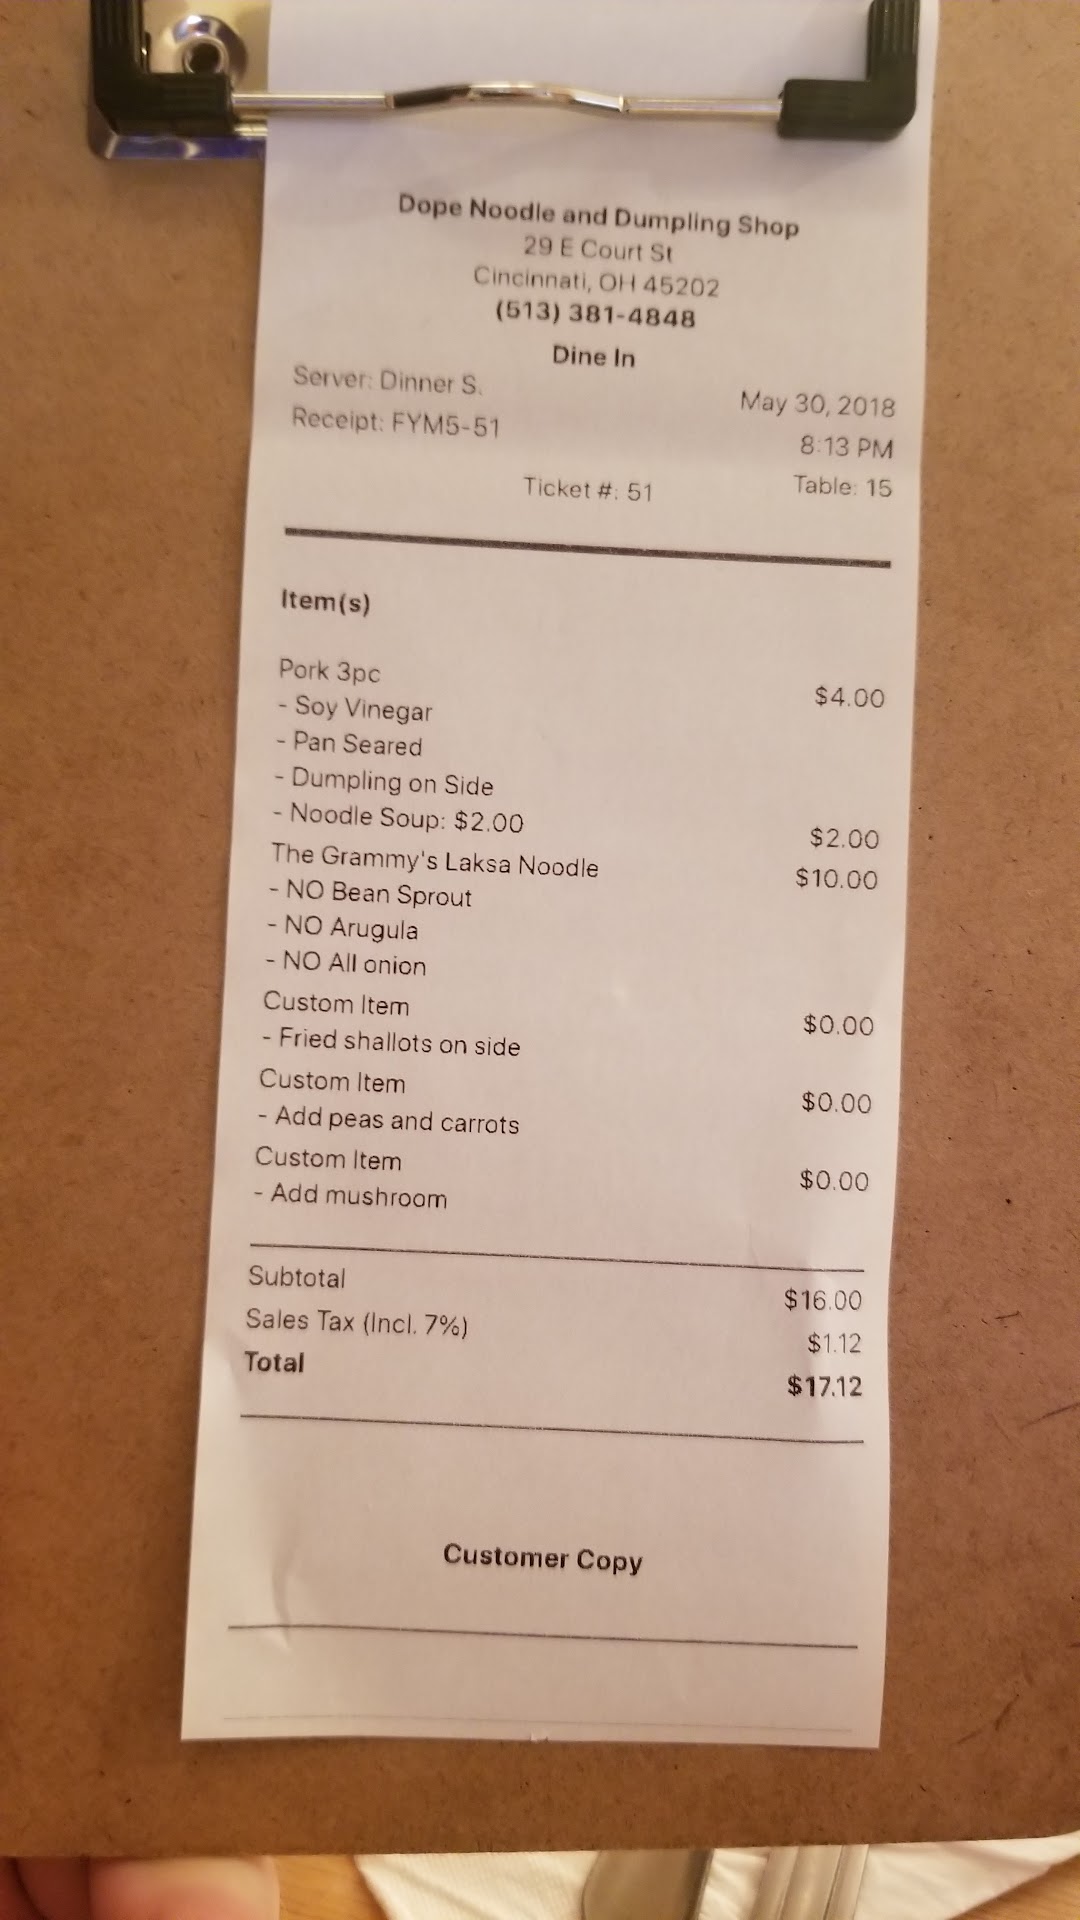 Dope Noodle and Dumpling Shop
29 E Court St
Cincinnati, OH 45202
(513) 381-4848
Dine In
Server: Dinner S. May 30, 2018
Receipt: FYM5-51 8:13 PM
Ticket #: 51 Table: 15
Item(s)
Pork 3pc $4.00
- Soy Vinegar
- Pan Seared
- Dumpling on Side
- Noodle Soup: $2.00 $2.00
The Grammy's Laksa Noodle $10.00
- NO Bean Sprout
- NO Arugula
- NO All onion
Custom Item $0.00
- Fried shallots on side
Custom Item $0.00
- Add peas and carrots
Custom Item $0.00
- Add mushroom
Subtotal $16.00
Sales Tax (Incl. 7%) $1.12
Total $17.12
Customer Copy